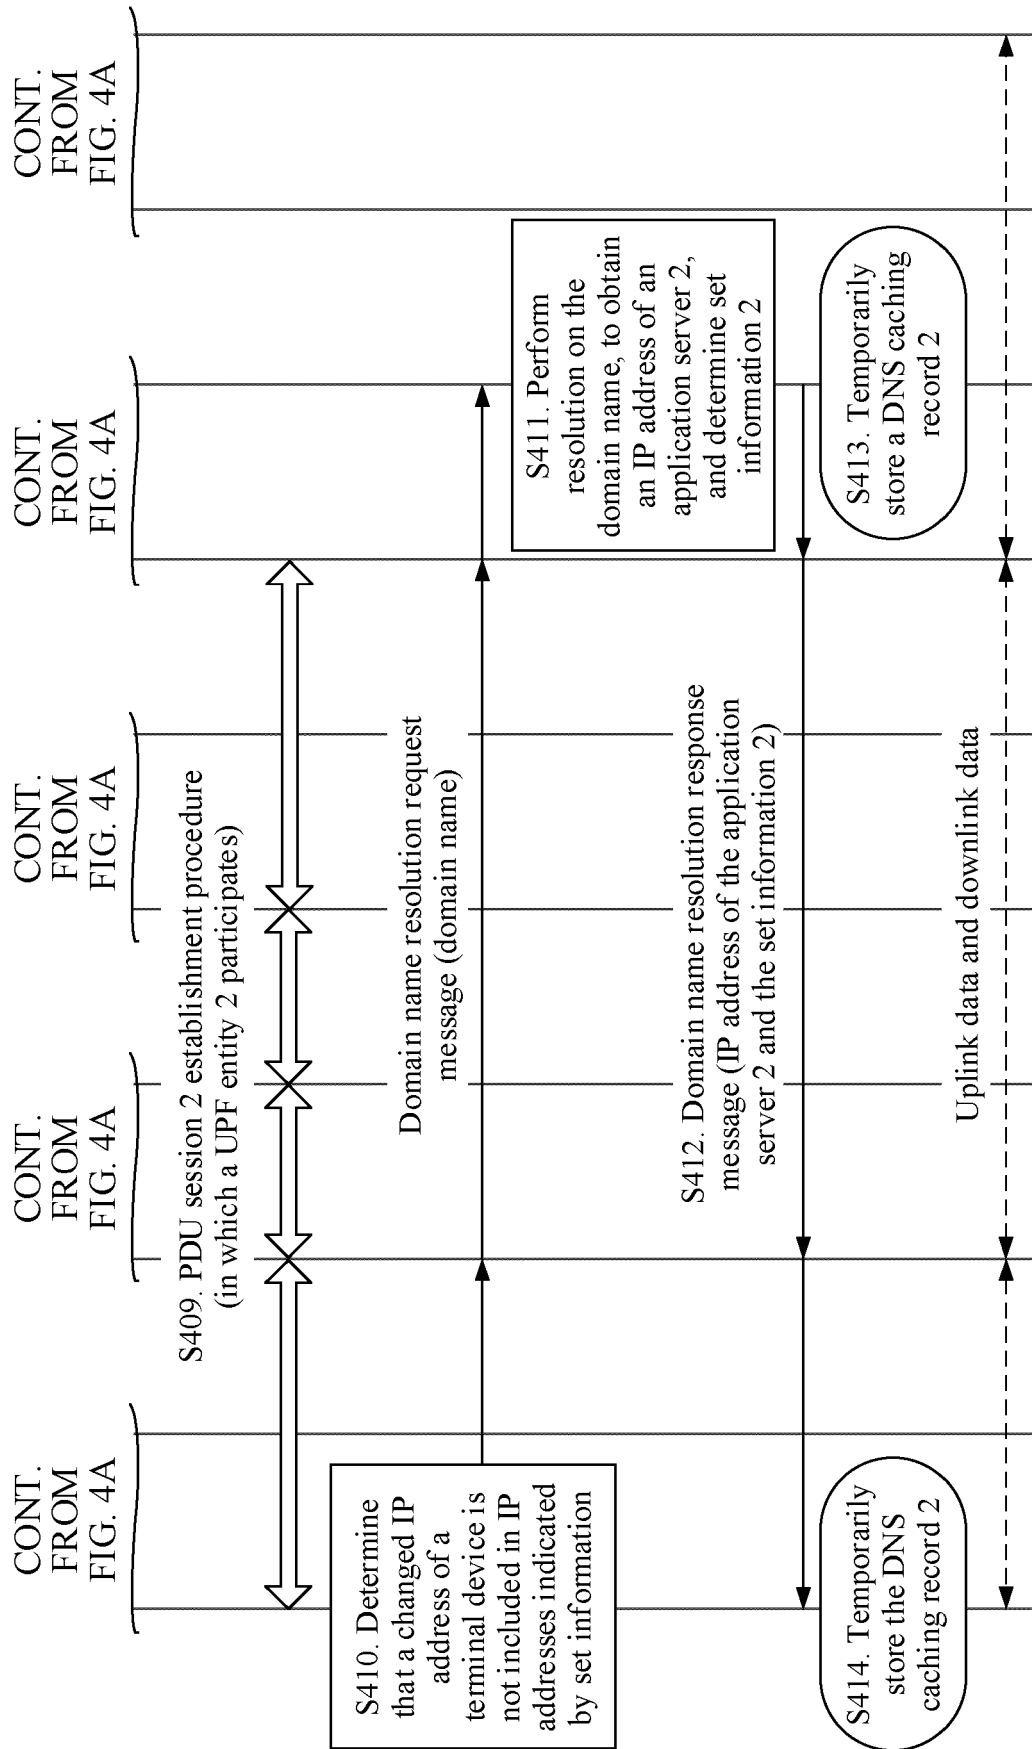 CONT.
FROM
FIG. 4A
CONT.
FROM
FIG. 4A
CONT.
FROM
FIG. 4A
CONT.
FROM
FIG. 4A
CONT.
FROM
FIG. 4A
S409. PDU session 2 establishment procedure
(in which a UPF entity 2 participates)
S410. Determine
that a changed IP
address of a
terminal device is
not included in IP
addresses indicated
by set information
Domain name resolution request
message (domain name)
S411. Perform
resolution on the
domain name, to obtain
an IP address of an
application server 2,
and determine set
information 2
S412. Domain name resolution response
message (IP address of the application
server 2 and the set information 2)
S414. Temporarily
store the DNS
caching record 2
S413. Temporarily
store a DNS caching
record 2
Uplink data and downlink data